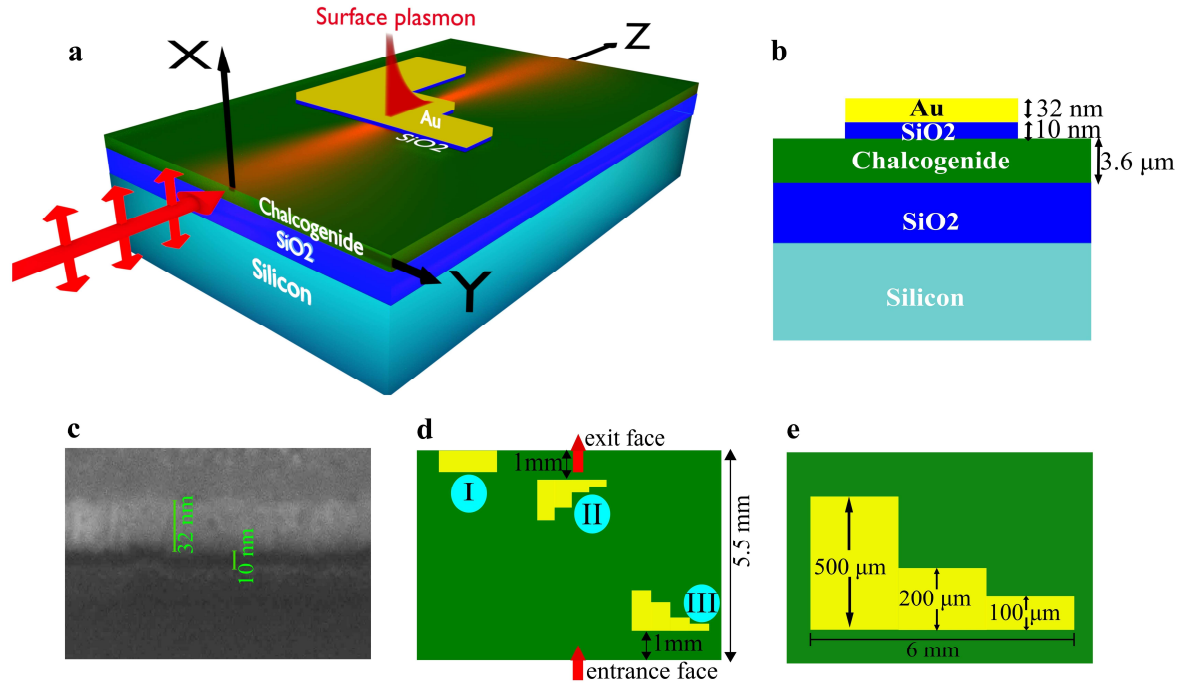 a
Surface plasmon
X
Z
Au
SiO2
Chalcogenide
SiO2
Silicon
Y
b
Au
32 nm
SiO2
10 nm
Chalcogenide
3.6 μm
SiO2
Silicon
c
32 nm
10 nm
d
exit face
1mm
I
II
5.5 mm
III
1mm
entrance face
e
500 μm
200 μm
100 μm
6 mm